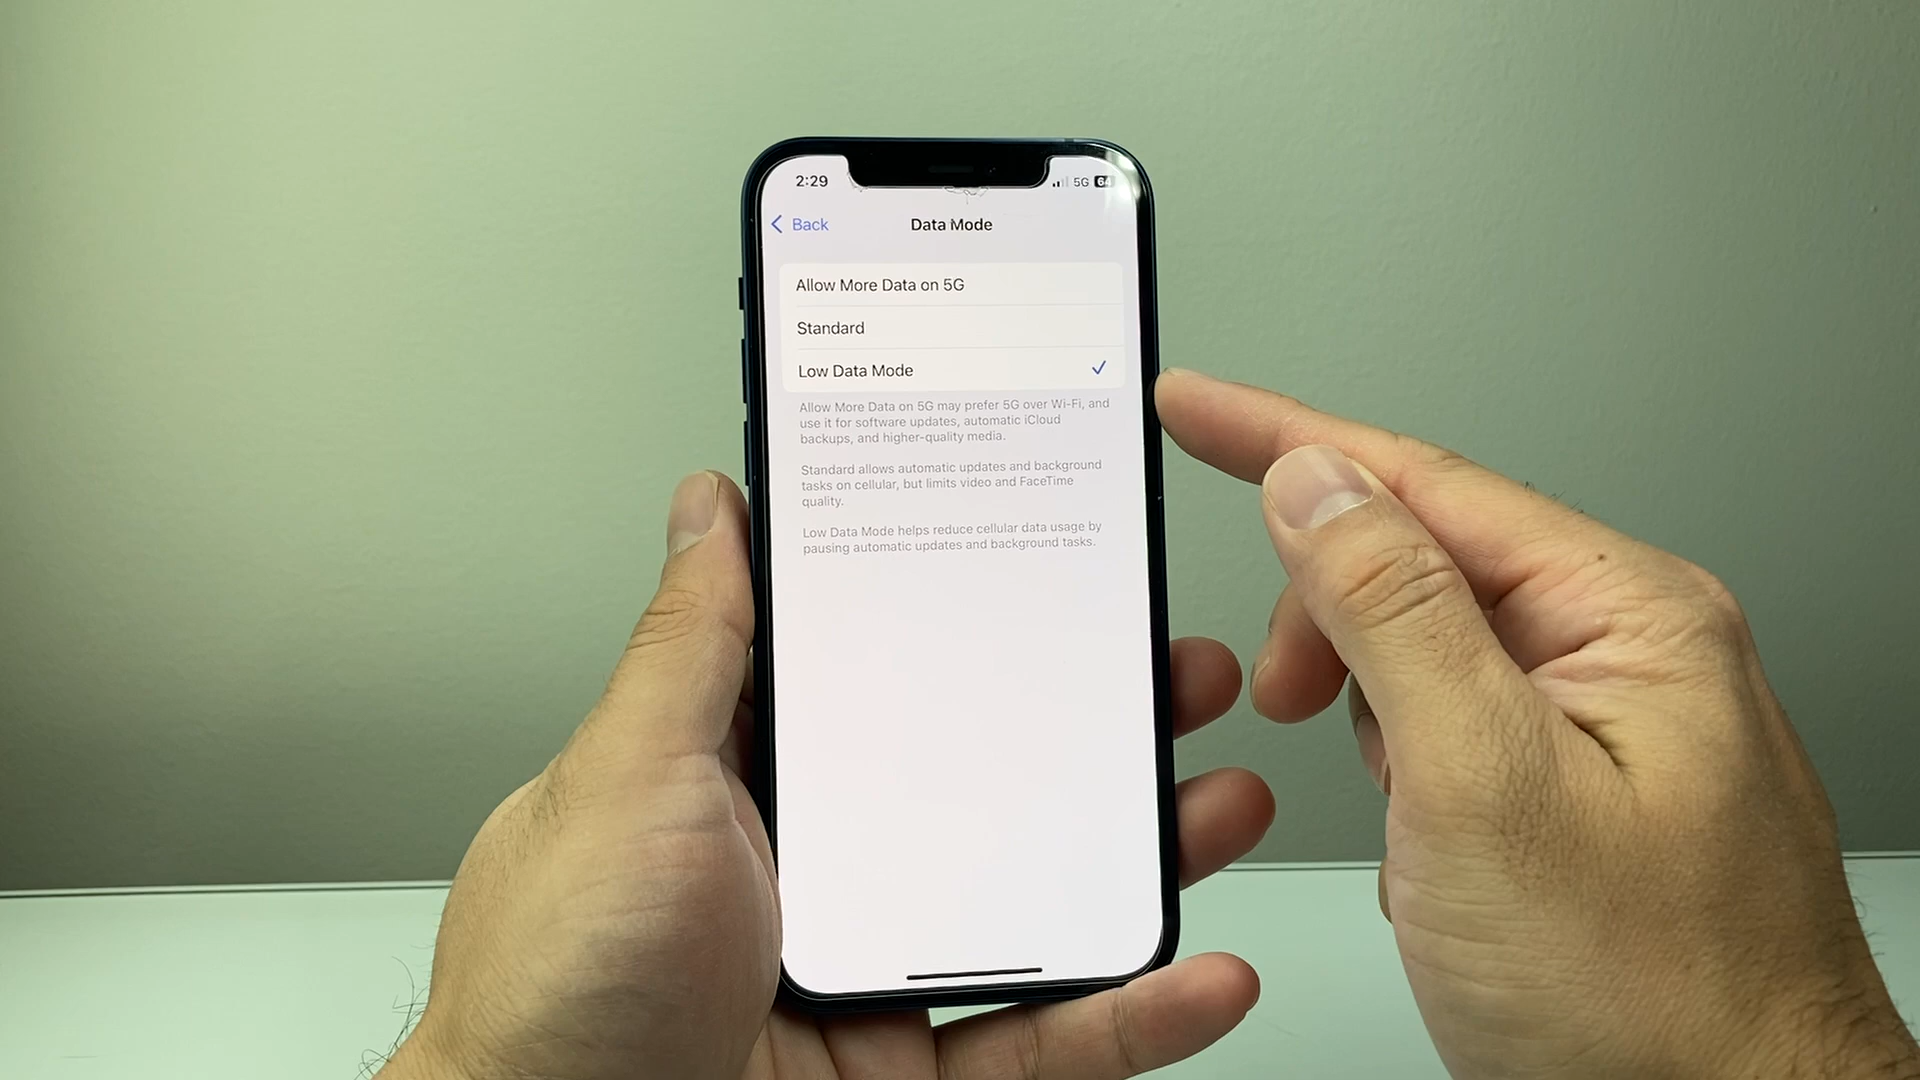 2:29
5G 64
Back
Data Mode
Allow More Data on 5G
Standard
Low Data Mode
Allow More Data on 5G may prefer 5G over Wi-Fi, and
use it for software updates, automatic iCloud
backups, and higher-quality media.
Standard allows automatic updates and background
tasks on cellular, but limits video and FaceTime
quality.
Low Data Mode helps reduce cellular data usage by
pausing automatic updates and background tasks.